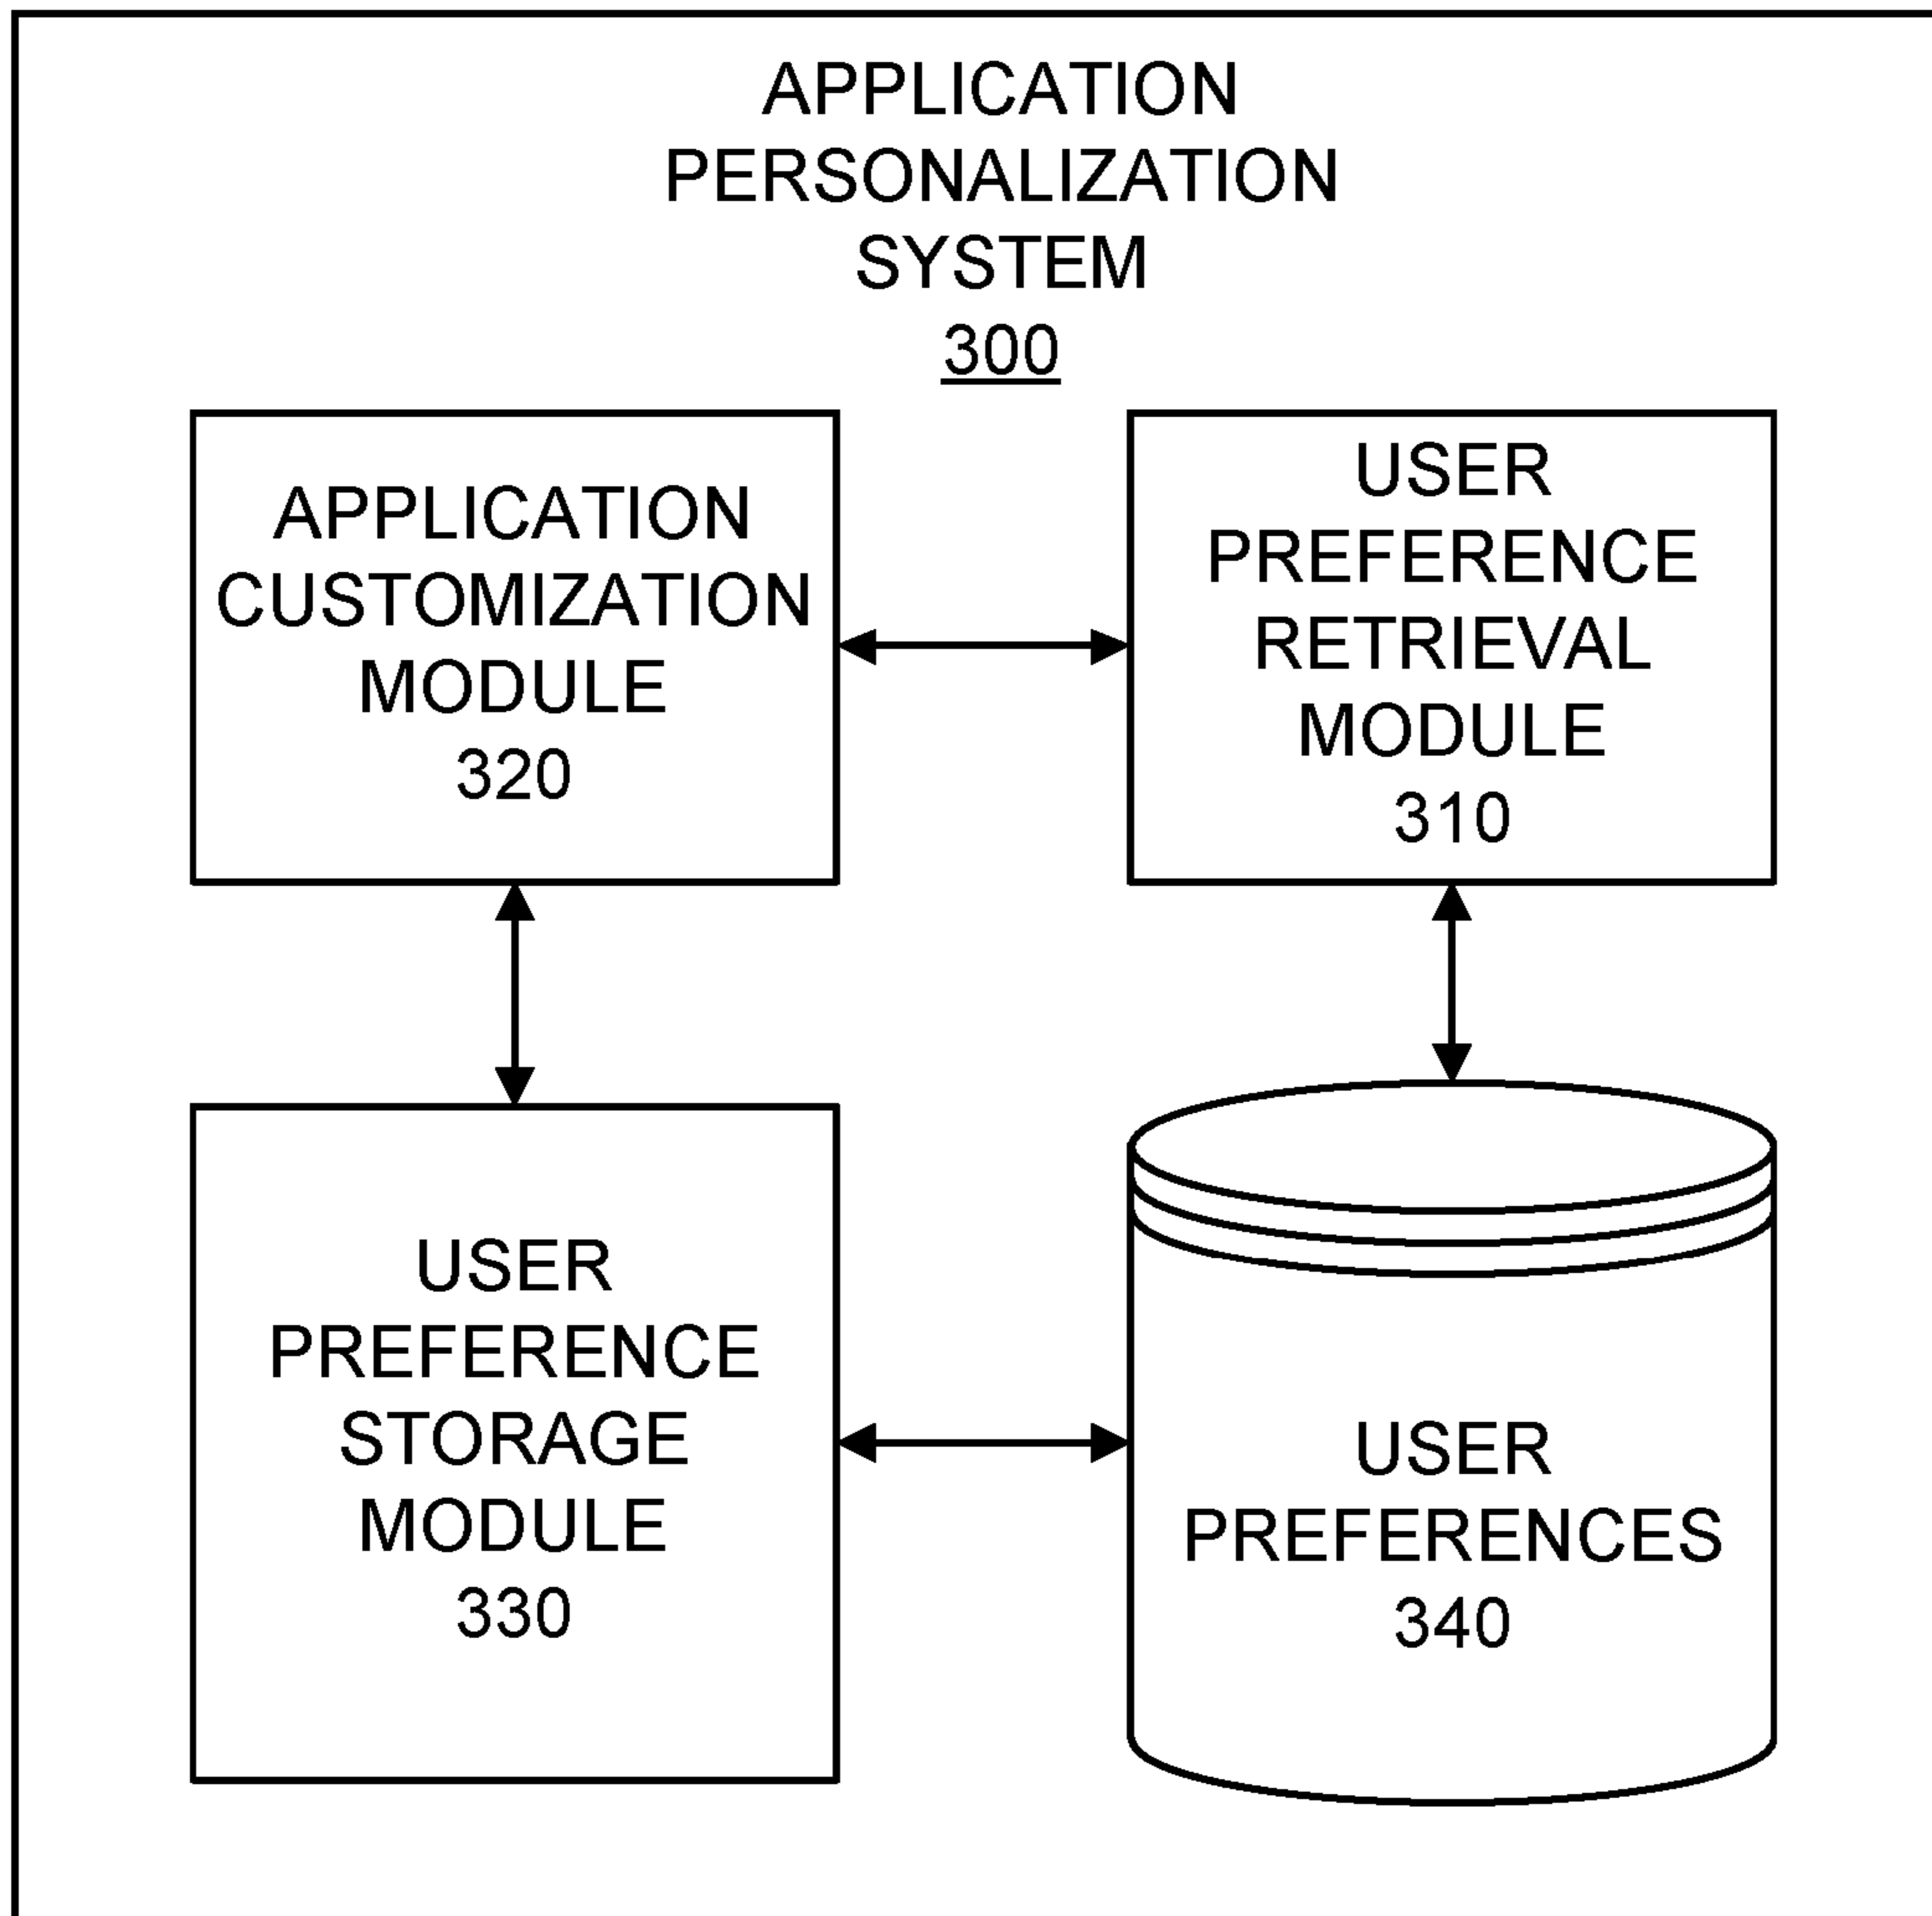 APPLICATION
PERSONALIZATION
SYSTEM
300
APPLICATION
CUSTOMIZATION
MODULE
320
USER
PREFERENCE
RETRIEVAL
MODULE
310
USER
PREFERENCE
STORAGE
MODULE
330
USER
PREFERENCES
340